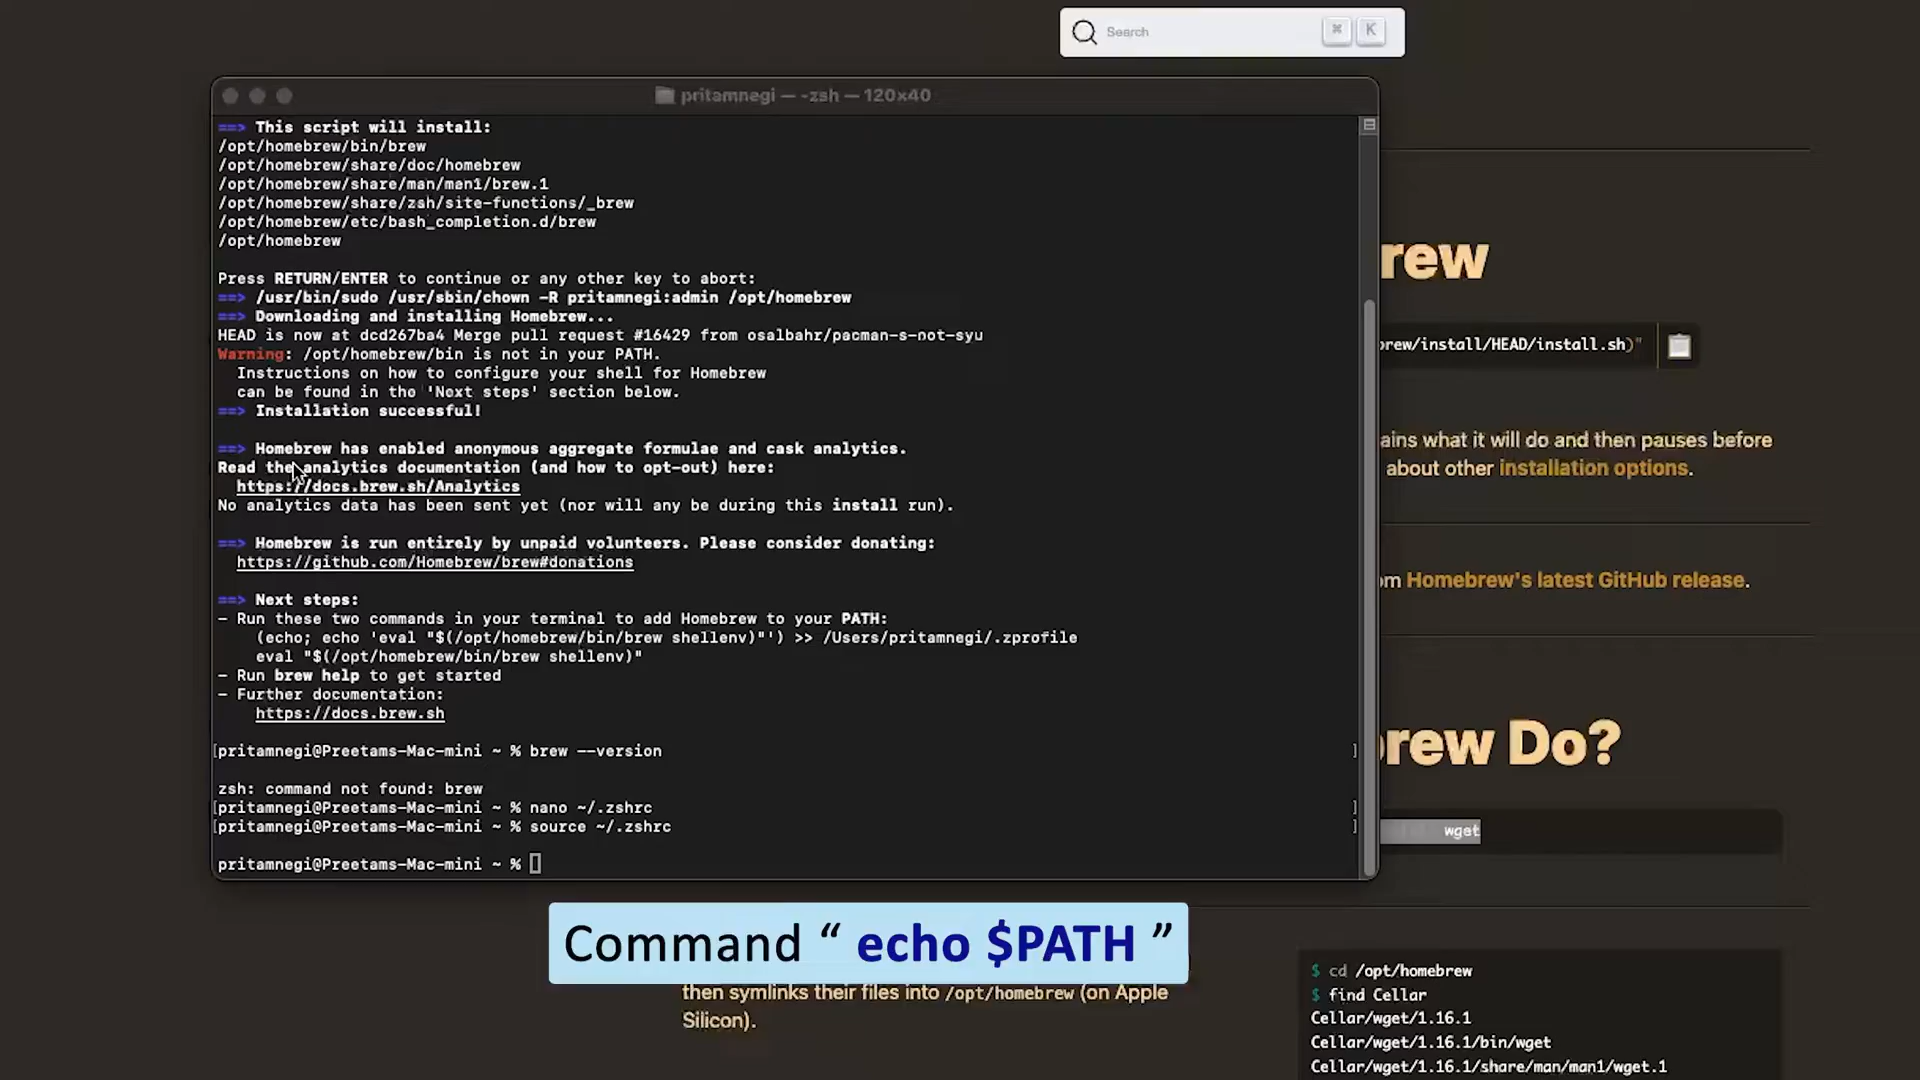 Search
⌘ K
pritamnegi — -zsh — 120×40
==> This script will install:
/opt/homebrew/bin/brew
/opt/homebrew/share/doc/homebrew
/opt/homebrew/share/man/man1/brew.1
/opt/homebrew/share/zsh/site-functions/_brew
/opt/homebrew/etc/bash_completion.d/brew
/opt/homebrew
Press RETURN/ENTER to continue or any other key to abort:
==> /usr/bin/sudo /usr/sbin/chown -R pritamnegi:admin /opt/homebrew
==> Downloading and installing Homebrew...
HEAD is now at dcd267ba4 Merge pull request #16429 from osalbahr/pacman-s-not-syu
Warning: /opt/homebrew/bin is not in your PATH.
Instructions on how to configure your shell for Homebrew
can be found in the 'Next steps' section below.
==> Installation successful!
==> Homebrew has enabled anonymous aggregate formulae and cask analytics.
Read the analytics documentation (and how to opt-out) here:
https://docs.brew.sh/Analytics
No analytics data has been sent yet (nor will any be during this install run).
==> Homebrew is run entirely by unpaid volunteers. Please consider donating:
https://github.com/Homebrew/brew#donations
==> Next steps:
- Run these two commands in your terminal to add Homebrew to your PATH:
(echo; echo 'eval "$(/opt/homebrew/bin/brew shellenv)"') >> /Users/pritamnegi/.zprofile
eval "$(/opt/homebrew/bin/brew shellenv)"
- Run brew help to get started
- Further documentation:
https://docs.brew.sh
[pritamnegi@Preetams-Mac-mini ~ % brew --version ]
zsh: command not found: brew
[pritamnegi@Preetams-Mac-mini ~ % nano ~/.zshrc ]
[pritamnegi@Preetams-Mac-mini ~ % source ~/.zshrc ]
pritamnegi@Preetams-Mac-mini ~ %
rew
brew/install/HEAD/install.sh)"
ains what it will do and then pauses before
about other installation options.
om Homebrew's latest GitHub release.
brew Do?
wget
Command “ echo $PATH ”
then symlinks their files into /opt/homebrew (on Apple
Silicon).
$ cd /opt/homebrew
$ find Cellar
Cellar/wget/1.16.1
Cellar/wget/1.16.1/bin/wget
Cellar/wget/1.16.1/share/man/man1/wget.1